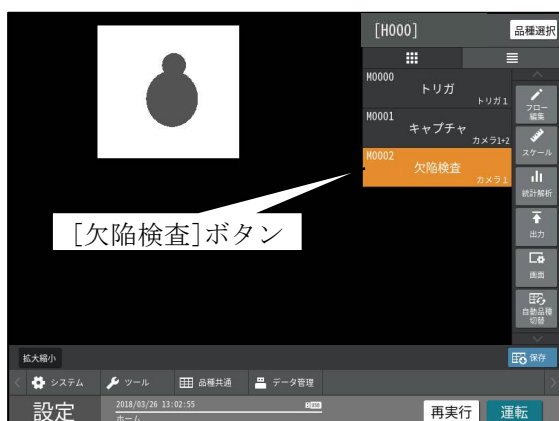 [H000]
品種選択
M0000
トリガ
トリガ1
M0001
キャプチャ
カメラ1+2
M0002
欠陥検査
カメラ1
フロー
編集
スケール
統計解析
出力
画面
自動品種
切替
[欠陥検査]ボタン
拡大縮小
保存
システム
ツール
品種共通
データ管理
設定
2018/03/26 13:02:55
ホーム
再実行
運転